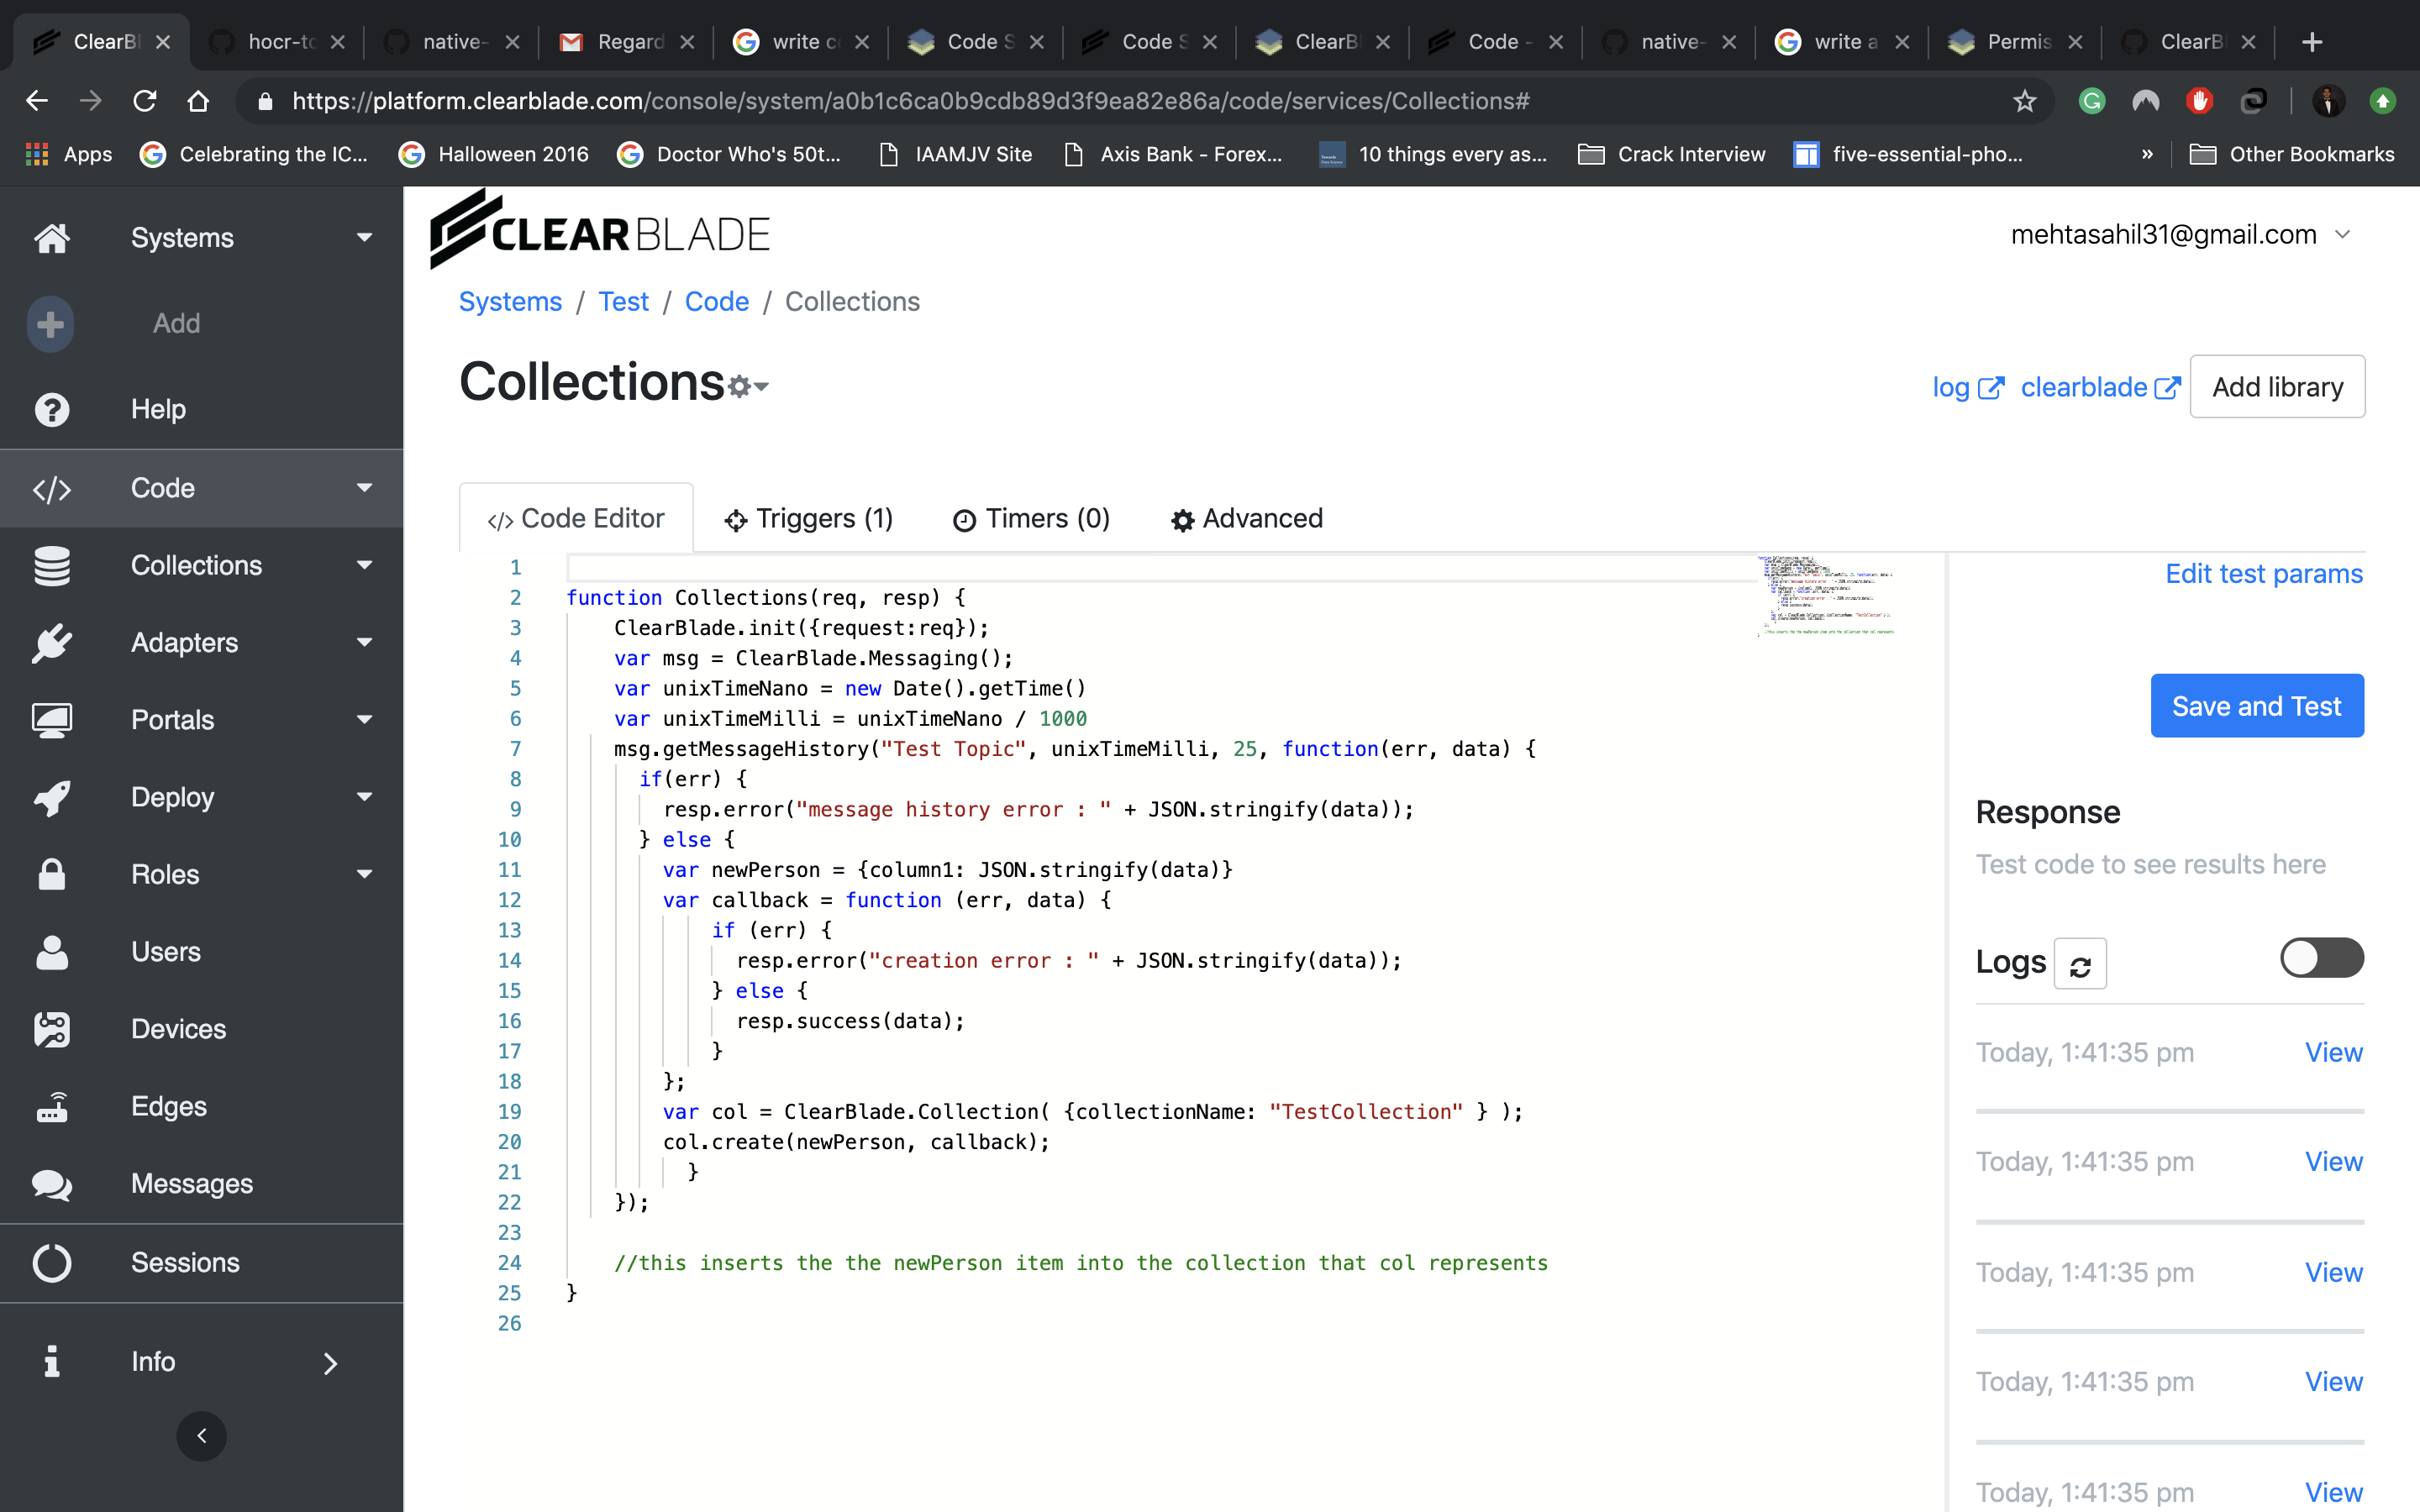 ClearBl
hocr-to
native-
Regard
write c
Code S
Code S
ClearB
Code -
native-
write a
Permis
ClearB
https://platform.clearblade.com/console/system/a0b1c6ca0b9cdb89d3f9ea82e86a/code/services/Collections#
Apps
Celebrating the IC...
Halloween 2016
Doctor Who's 50t...
IAAMJV Site
Axis Bank - Forex...
10 things every as...
Crack Interview
five-essential-pho...
»
Other Bookmarks
Systems
Add
Help
Code
Collections
Adapters
Portals
Deploy
Roles
Users
Devices
Edges
Messages
Sessions
Info
CLEARBLADE
mehtasahil31@gmail.com
Systems / Test / Code / Collections
Collections
log
clearblade
Add library
</> Code Editor
Triggers (1)
Timers (0)
Advanced
1
2 function Collections(req, resp) {
3 ClearBlade.init({request:req});
4 var msg = ClearBlade.Messaging();
5 var unixTimeNano = new Date().getTime()
6 var unixTimeMilli = unixTimeNano / 1000
7 msg.getMessageHistory("Test Topic", unixTimeMilli, 25, function(err, data) {
8 if(err) {
9 resp.error("message history error : " + JSON.stringify(data));
10 } else {
11 var newPerson = {column1: JSON.stringify(data)}
12 var callback = function (err, data) {
13 if (err) {
14 resp.error("creation error : " + JSON.stringify(data));
15 } else {
16 resp.success(data);
17 }
18 };
19 var col = ClearBlade.Collection( {collectionName: "TestCollection" } );
20 col.create(newPerson, callback);
21 }
22 });
23
24 //this inserts the the newPerson item into the collection that col represents
25 }
26
Edit test params
Save and Test
Response
Test code to see results here
Logs
Today, 1:41:35 pm View
Today, 1:41:35 pm View
Today, 1:41:35 pm View
Today, 1:41:35 pm View
Today, 1:41:35 pm View